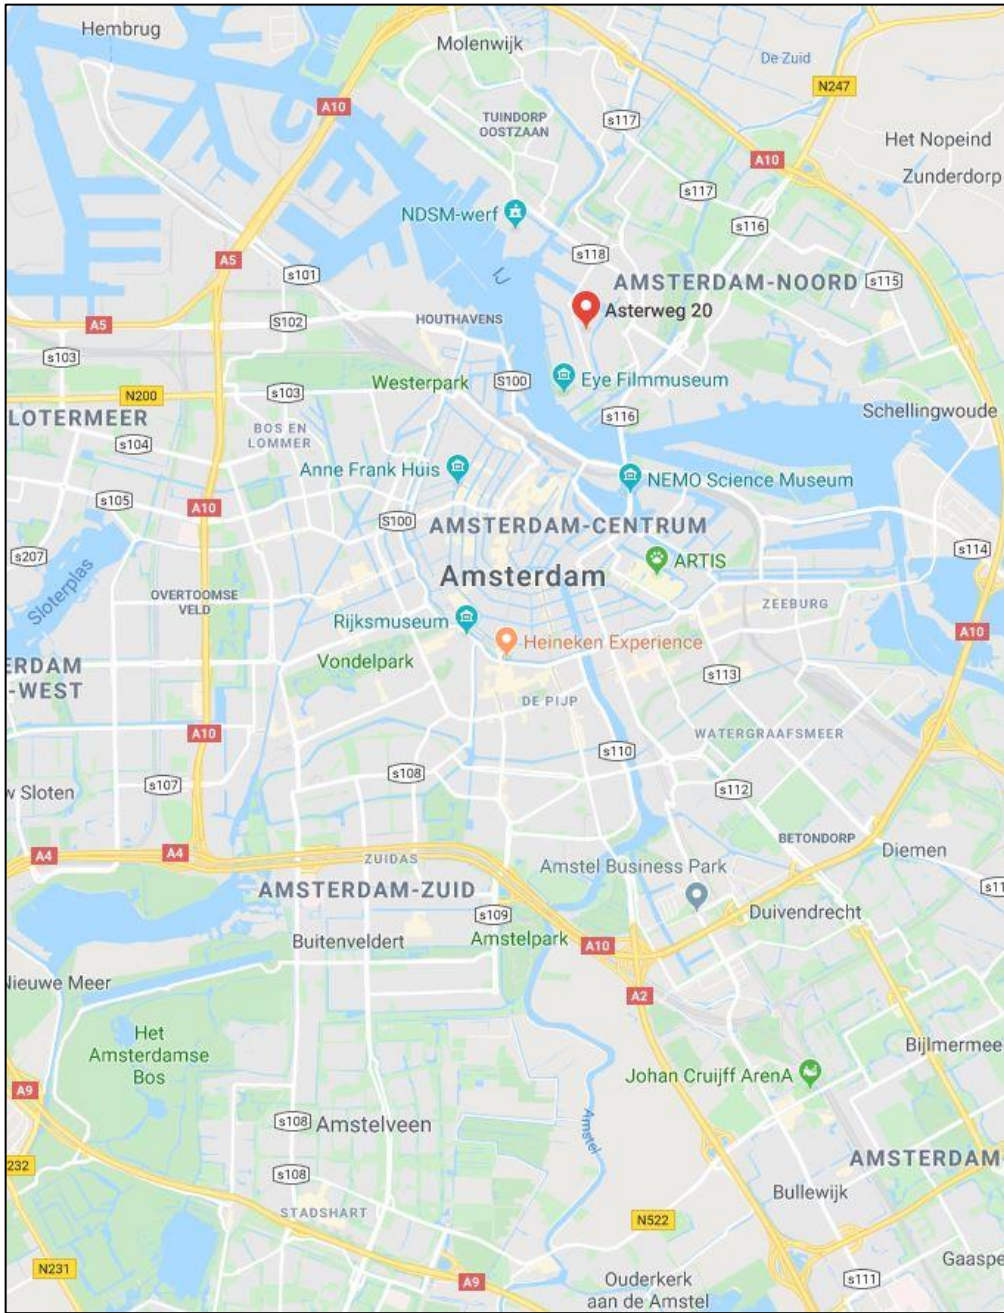 Hembrug
Molenwijk
De Zuid
N247
A10
TUINDORP
OOSTZAAN
s117
Het Nopeind
A10
Zunderdorp
s117
NDSM-werf
s116
s118
A5
IJ
s101
AMSTERDAM-NOORD
s115
Asterweg 20
A5
S102
HOUTHAVENS
s103
Eye Filmmuseum
Westerpark
S100
s103
N200
LOTERMEER
s116
Schellingwoude
BOS EN
LOMMER
s104
Anne Frank Huis
NEMO Science Museum
s105
A10
S100
AMSTERDAM-CENTRUM
s207
s114
ARTIS
Amsterdam
Sloterplas
OVERTOOMSE
VELD
ZEEBURG
Rijksmuseum
A10
Heineken Experience
Vondelpark
ERDAM
-WEST
s113
DE PIJP
A10
WATERGRAAFSMEER
s110
s108
s107
w Sloten
s112
BETONDORP
A4
A4
ZUIDAS
Diemen
Amstel Business Park
AMSTERDAM-ZUID
s11
s109
Duivendrecht
Buitenveldert
Amstelpark
A10
Nieuwe Meer
A2
Het
Amsterdamse
Bos
Bijlmermee
Johan Cruijff ArenA
A9
s108
Amstelveen
Amstel
232
AMSTERDAM-
s108
Bullewijk
STADSHART
N522
N231
Gaaspe
A9
Ouderkerk
aan de Amstel
s111